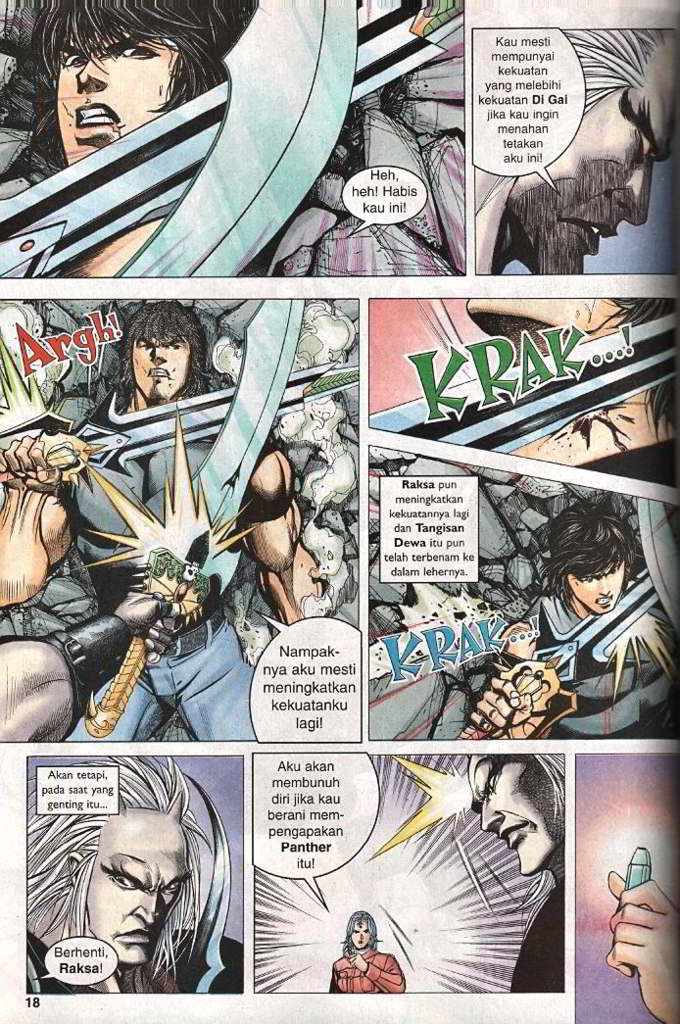 Heh,
heh! Habis
kau ini!
Kau mesti
mempunyai
kekuatan
yang melebihi
kekuatan Di Gai
jika kau ingin
menahan
tetakan
aku ini!
Argh!
Nampak-
nya aku mesti
meningkatkan
kekuatanku
lagi!
KRAK...!
Raksa pun
meningkatkan
kekuatannya lagi
dan Tangisan
Dewa itu pun
telah terbenam ke
dalam lehernya.
KRAK...!
Akan tetapi,
pada saat yang
genting itu...
Berhenti,
Raksa!
Aku akan
membunuh
diri jika kau
berani mem-
pengapakan
Panther
itu!
18